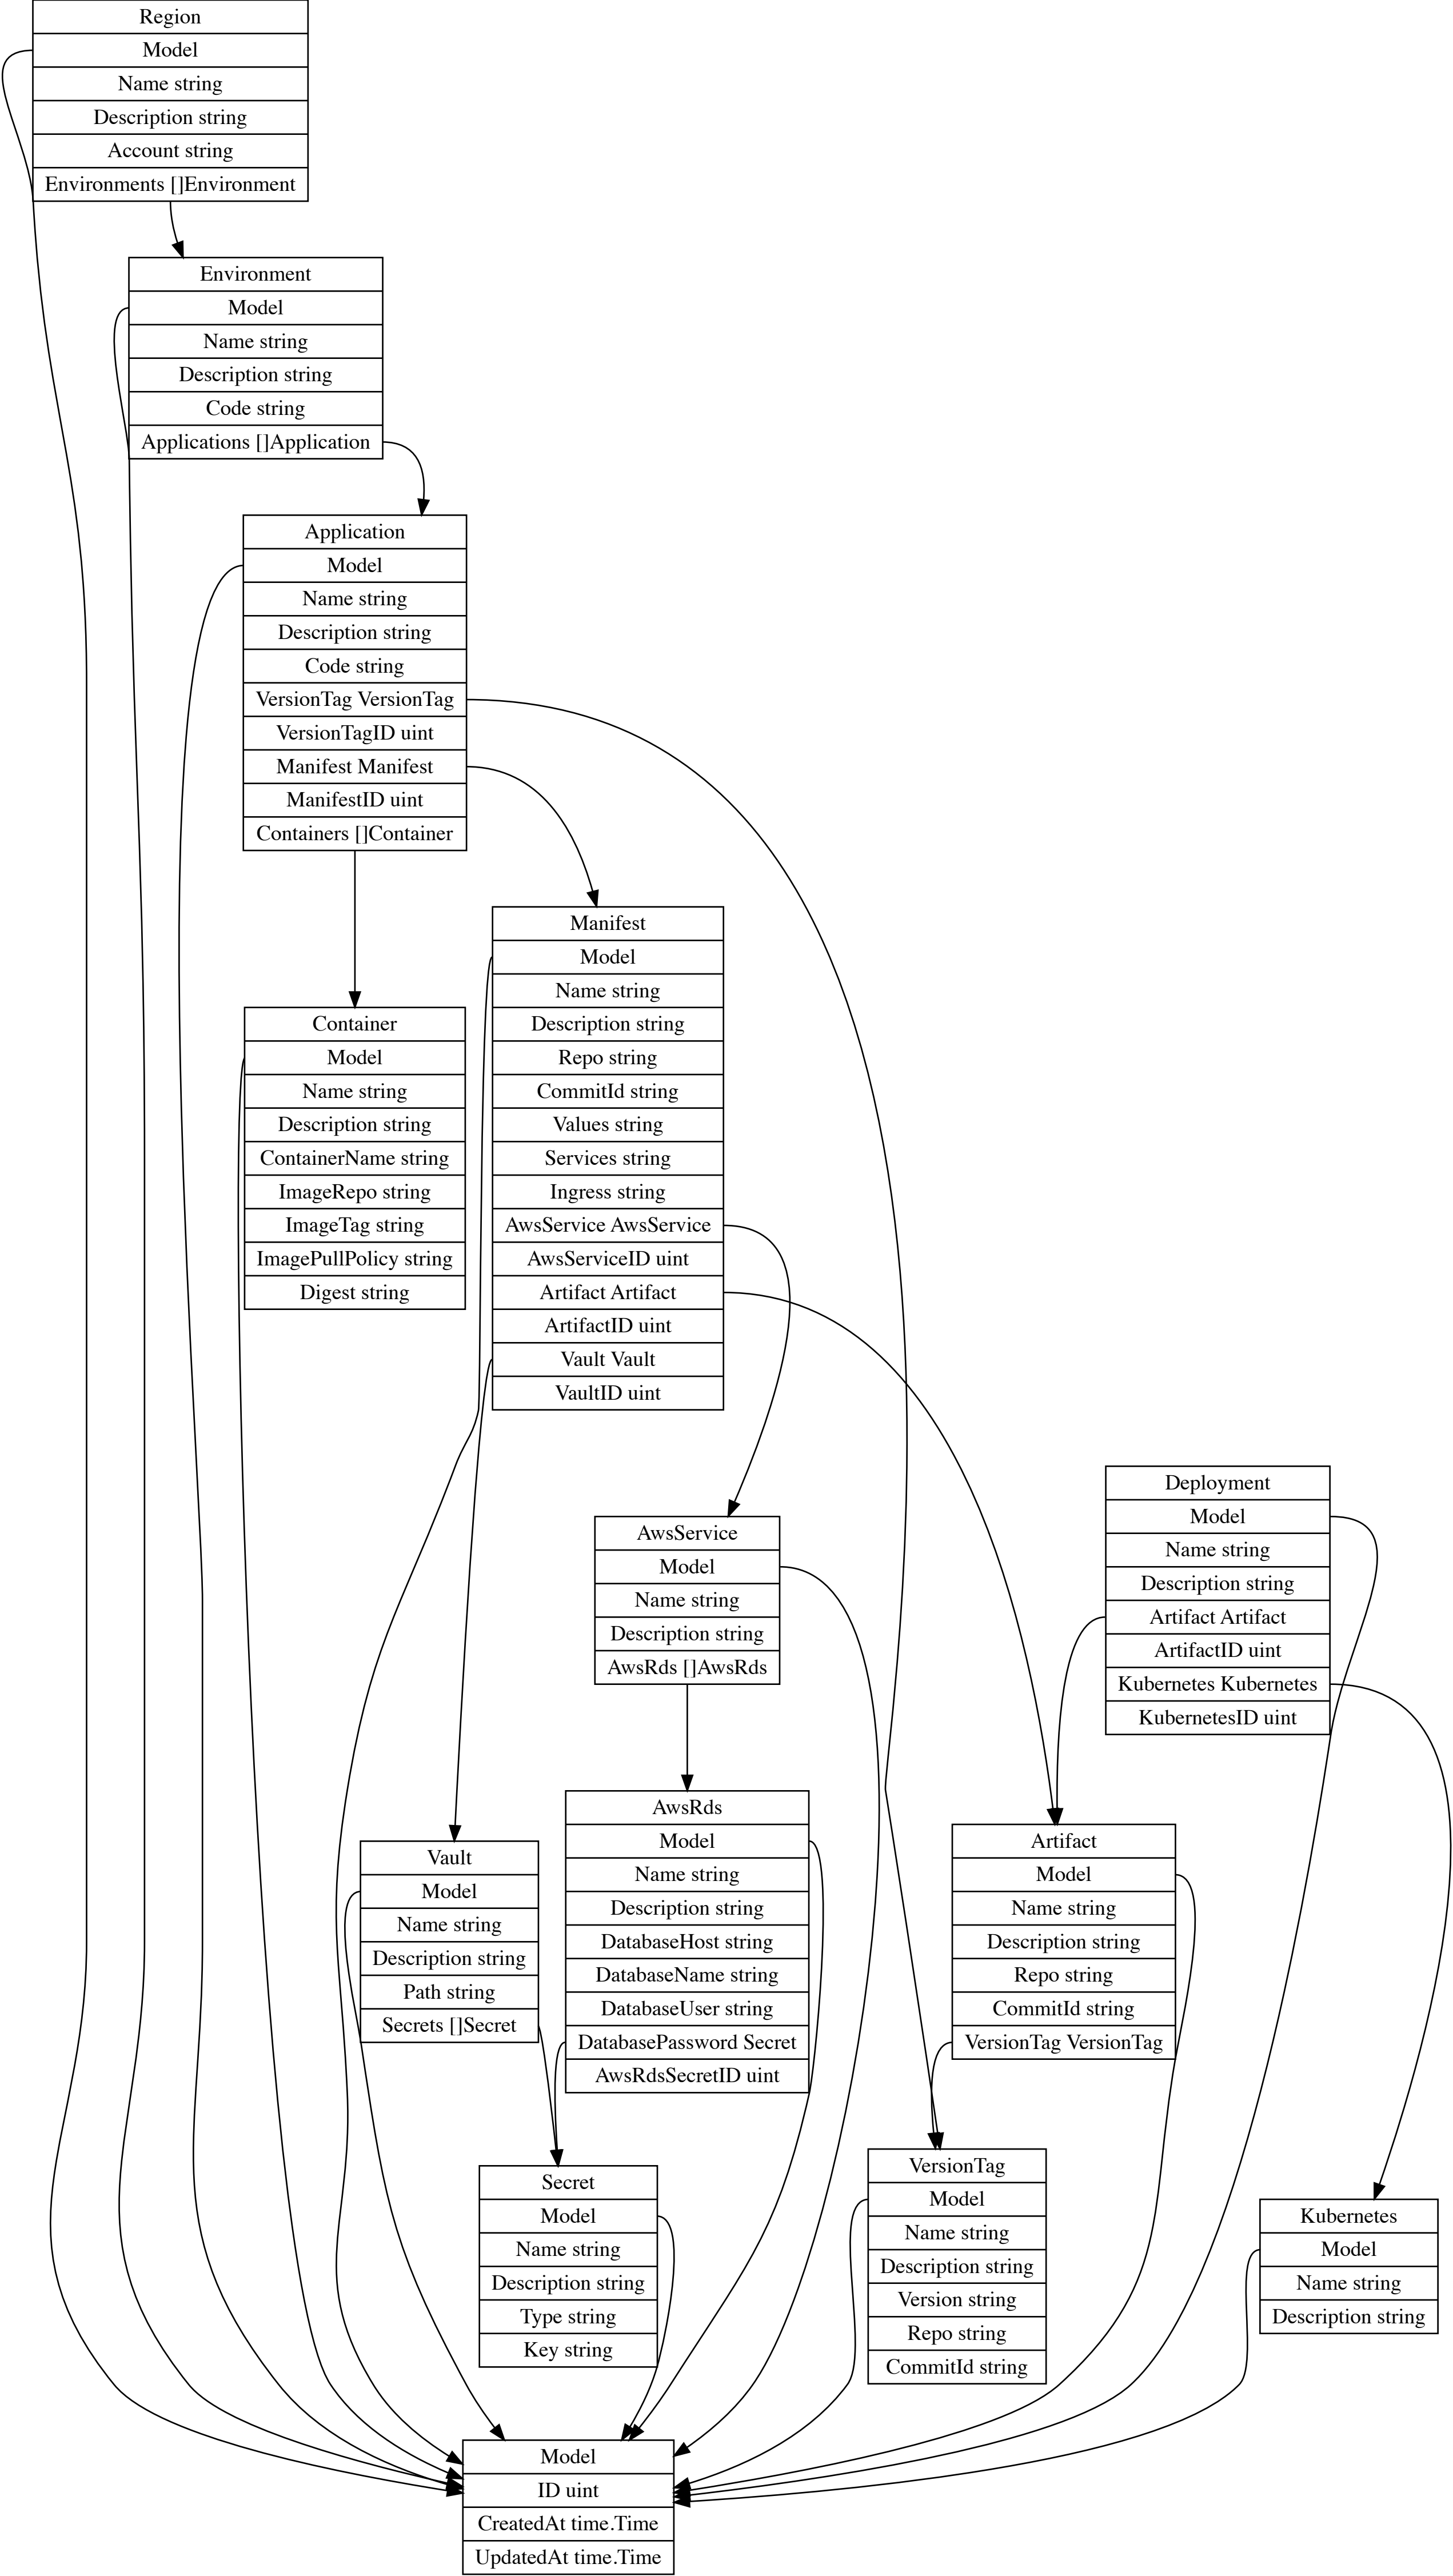 Region
Model
Name string
Description string
Account string
Environments []Environment
Environment
Model
Name string
Description string
Code string
Applications []Application
Application
Model
Name string
Description string
Code string
VersionTag VersionTag
VersionTagID uint
Manifest Manifest
ManifestID uint
Containers []Container
Manifest
Model
Name string
Description string
Repo string
CommitId string
Values string
Services string
Ingress string
AwsService AwsService
AwsServiceID uint
Artifact Artifact
ArtifactID uint
Vault Vault
VaultID uint
Container
Model
Name string
Description string
ContainerName string
ImageRepo string
ImageTag string
ImagePullPolicy string
Digest string
Deployment
Model
Name string
Description string
Artifact Artifact
ArtifactID uint
Kubernetes Kubernetes
KubernetesID uint
AwsService
Model
Name string
Description string
AwsRds []AwsRds
AwsRds
Model
Name string
Description string
DatabaseHost string
DatabaseName string
DatabaseUser string
DatabasePassword Secret
AwsRdsSecretID uint
Artifact
Model
Name string
Description string
Repo string
CommitId string
VersionTag VersionTag
Vault
Model
Name string
Description string
Path string
Secrets []Secret
VersionTag
Model
Name string
Description string
Version string
Repo string
CommitId string
Secret
Model
Name string
Description string
Type string
Key string
Kubernetes
Model
Name string
Description string
Model
ID uint
CreatedAt time.Time
UpdatedAt time.Time